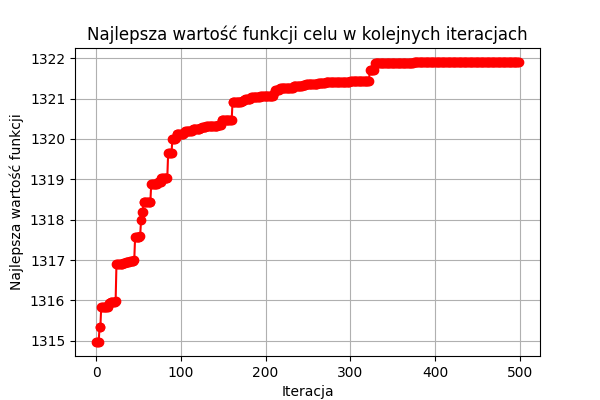 Najlepsza wartość funkcji celu w kolejnych iteracjach
Najlepsza wartość funkcji
1322
1321
1320
1319
1318
1317
1316
1315
0 100 200 300 400 500
Iteracja